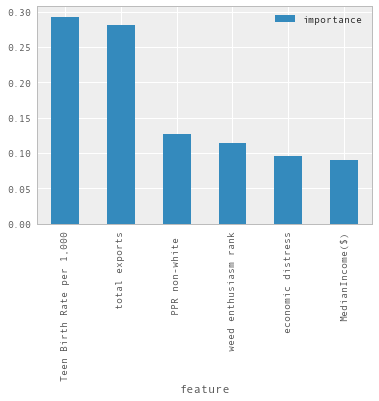 importance
0.30
0.25
0.20
0.15
0.10
0.05
0.00
Teen Birth Rate per 1.000
total exports
PPR non-white
weed enthusiasm rank
economic distress
MedianIncome($)
feature